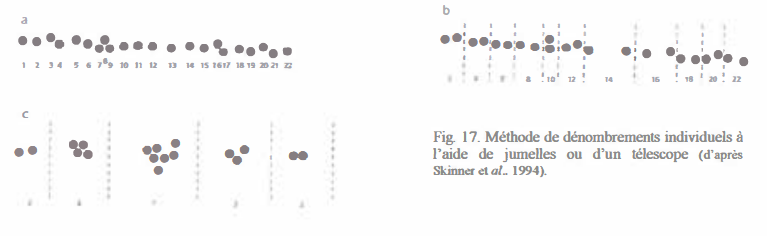 a
1 2 3 4 5 6 7 8 9 10 11 12 13 14 15 16 17 18 19 20 21 22
b
8 10 12 14 16 18 20 22
c
Fig. 17. Méthode de dénombrements individuels à
l'aide de jumelles ou d'un télescope (d'après
Skinner et al.. 1994).